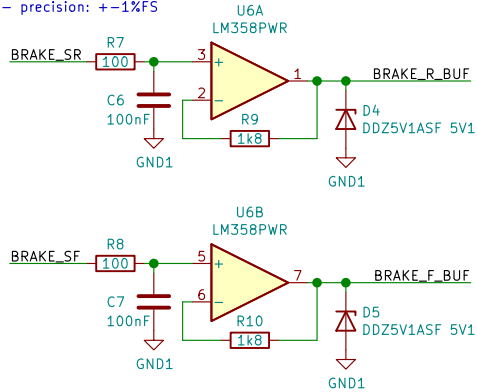 - precision: +-1%FS
U6A
LM358PWR
BRAKE_SR
R7
100
3
+
1
2
-
BRAKE_R_BUF
C6
100nF
R9
1k8
D4
DDZ5V1ASF 5V1
GND1
GND1
U6B
LM358PWR
BRAKE_SF
R8
100
5
+
7
6
-
BRAKE_F_BUF
C7
100nF
R10
1k8
D5
DDZ5V1ASF 5V1
GND1
GND1